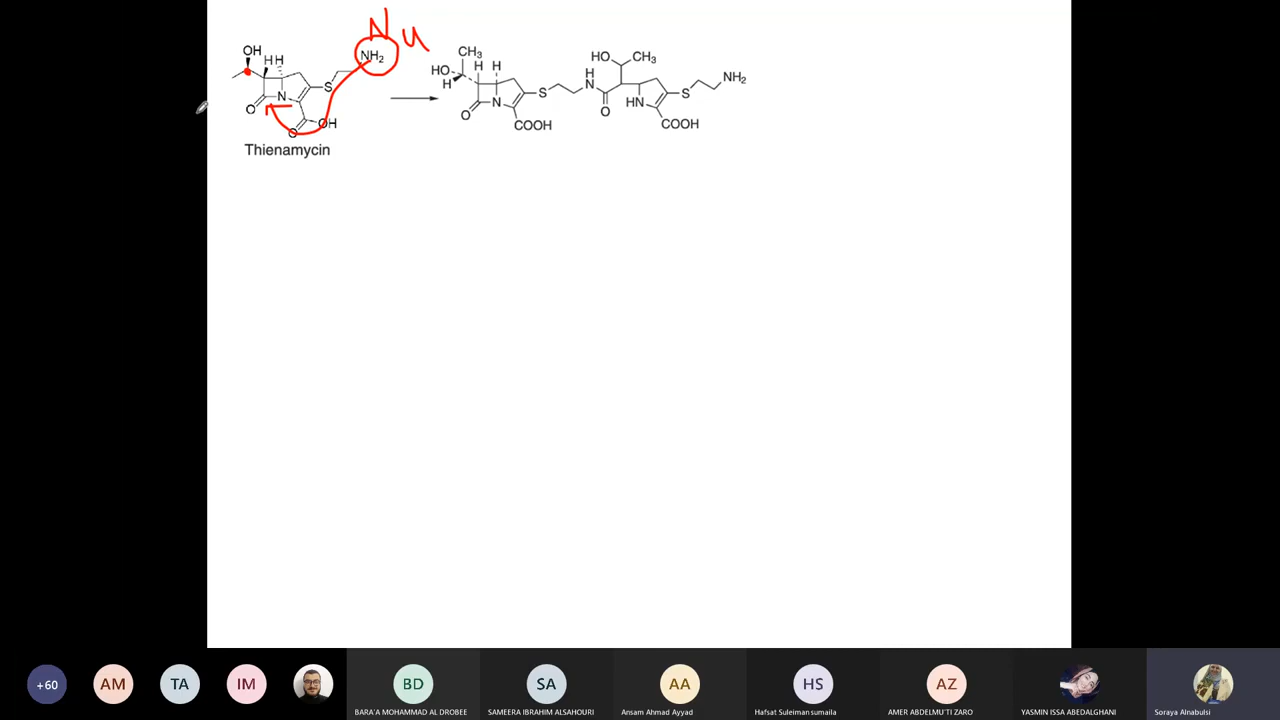 Nu
OH
H H
NH2
S
N
O
O
OH
Thienamycin
CH3
HO
H
H
H
S
H
N
N
O
COOH
O
HO
CH3
HN
S
NH2
COOH
+60
AM
TA
IM
BD
BARA'A MOHAMMAD AL DROBEE
SA
SAMEERA IBRAHIM ALSAHOURI
AA
Ansam Ahmad Ayyad
HS
Hafsat Suleimansumaila
AZ
AMER ABDELMU'TI ZARO
YASMIN ISSA ABEDALGHANI
Soraya Alnabulsi